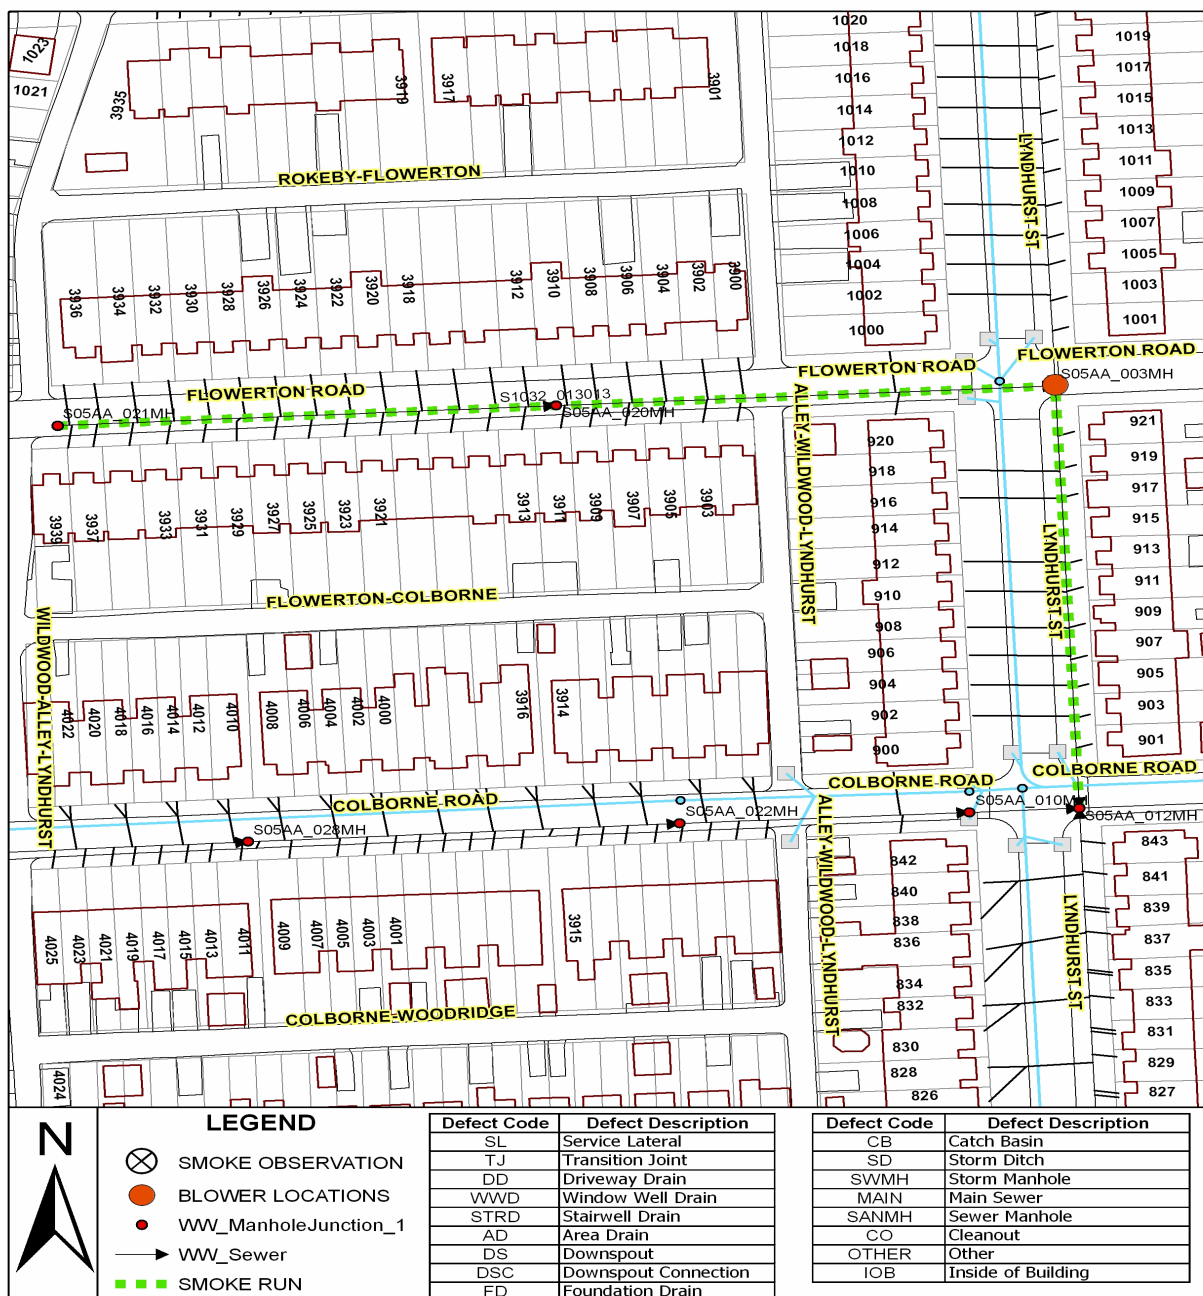 1023
1021
3935
3919
3917
3901
1020
1018
1016
1014
1012
1010
1008
1006
1004
1002
1000
1019
1017
1015
1013
1011
1009
1007
1005
1003
1001
LYNDHURST ST
ROKEBY-FLOWERTON
3936
3934
3932
3930
3928
3926
3924
3922
3920
3918
3912
3910
3908
3906
3904
3902
3900
FLOWERTON ROAD
FLOWERTON ROAD
FLOWERTON ROAD
S05AA_003MH
S1032_013013
S05AA_021MH
S05AA_020MH
ALLEY-WILDWOOD-LYNDHURST
920
918
916
914
912
910
908
906
904
902
900
921
919
917
915
913
911
909
907
905
903
901
LYNDHURST ST
3939
3937
3933
3931
3929
3927
3925
3923
3921
3913
3911
3909
3907
3905
3903
FLOWERTON-COLBORNE
WILDWOOD-ALLEY-LYNDHURST
4022
4020
4018
4016
4014
4012
4010
4008
4006
4004
4002
4000
3916
3914
COLBORNE ROAD
COLBORNE ROAD
COLBORNE ROAD
S05AA_028MH
S05AA_022MH
S05AA_010MH
S05AA_012MH
ALLEY-WILDWOOD-LYNDHURST
842
840
838
836
834
832
830
828
826
843
841
839
837
835
833
831
829
827
LYNDHURST ST
4025
4023
4021
4019
4017
4015
4013
4011
4009
4007
4005
4003
4001
3915
COLBORNE-WOODRIDGE
4024
N
LEGEND
SMOKE OBSERVATION
BLOWER LOCATIONS
WW_ManholeJunction_1
WW_Sewer
SMOKE RUN
Defect Code Defect Description
SL Service Lateral
TJ Transition Joint
DD Driveway Drain
WWD Window Well Drain
STRD Stairwell Drain
AD Area Drain
DS Downspout
DSC Downspout Connection
FD Foundation Drain
Defect Code Defect Description
CB Catch Basin
SD Storm Ditch
SWMH Storm Manhole
MAIN Main Sewer
SANMH Sewer Manhole
CO Cleanout
OTHER Other
IOB Inside of Building